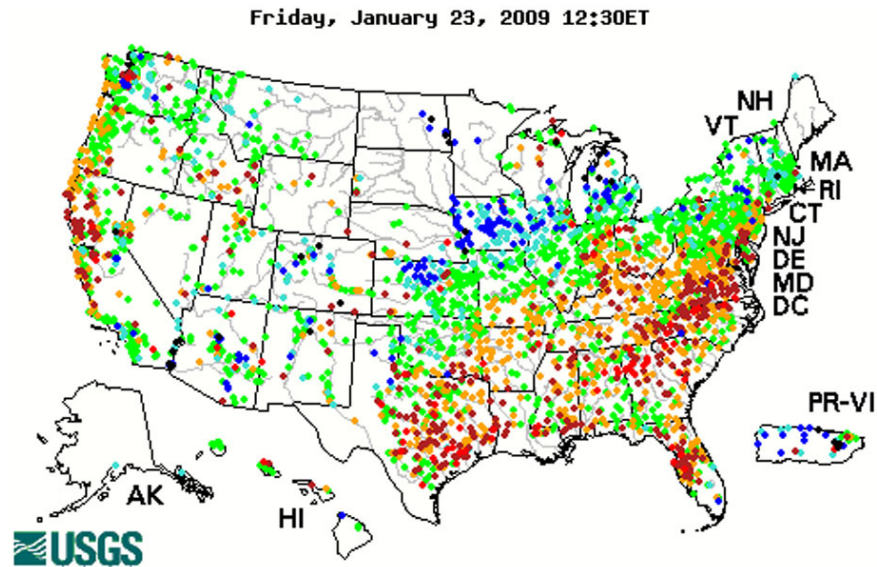 Friday, January 23, 2009 12:30ET
NH
VT
MA
RI
CT
NJ
DE
MD
DC
PR-VI
AK
HI
USGS